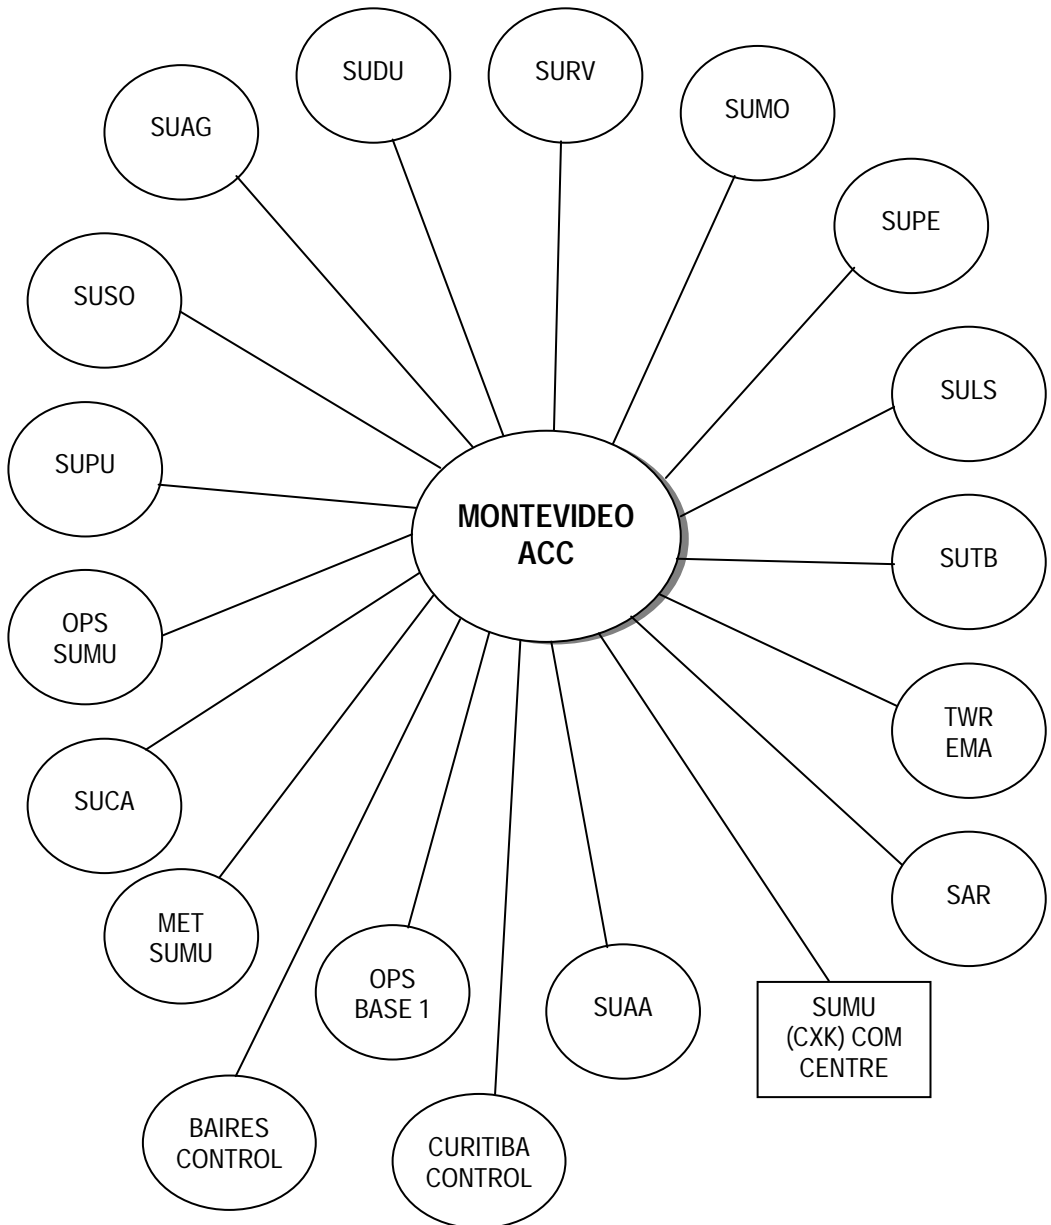 SUDU
SURV
SUMO
SUAG
SUPE
SUSO
SULS
SUPU
MONTEVIDEO
ACC
SUTB
OPS
SUMU
TWR
EMA
SUCA
SAR
MET
SUMU
OPS
BASE 1
SUAA
SUMU
(CXK) COM
CENTRE
BAIRES
CONTROL
CURITIBA
CONTROL